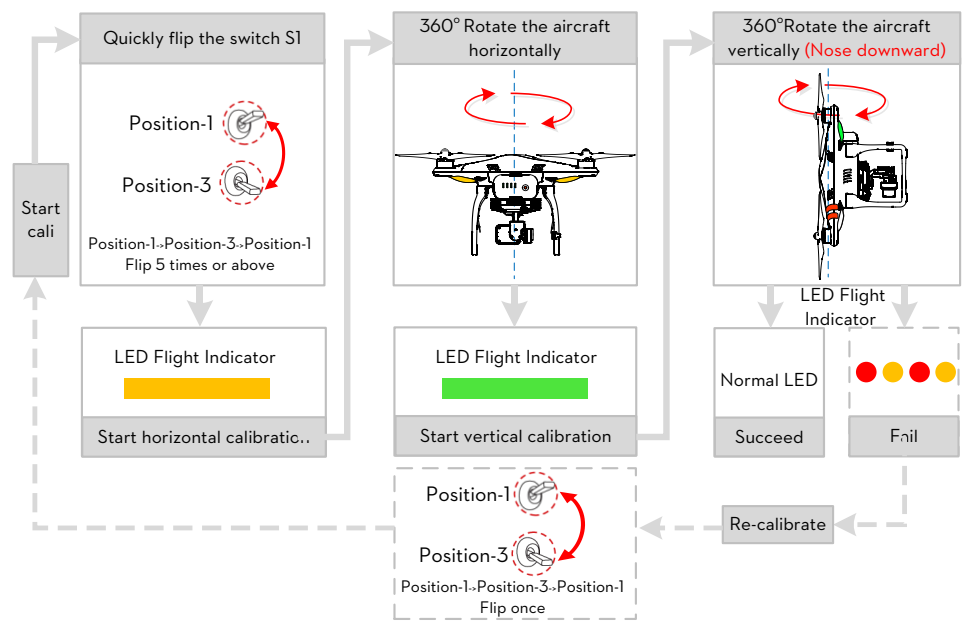 Start
cali
Quickly flip the switch S1
Position-1
Position-3
Position-1->Position-3->Position-1
Flip 5 times or above
LED Flight Indicator
Start horizontal
360° Rotate the aircraft
horizontally
LED Flight Indicator
Start vertical calibration
360°Rotate the aircraft
vertically (Nose downward)
LED Flight
Indicator
Normal LED
Succeed
Fail
Re-calibrate
Position-1
Position-3
Position-1->Position-3->Position-1
Flip once